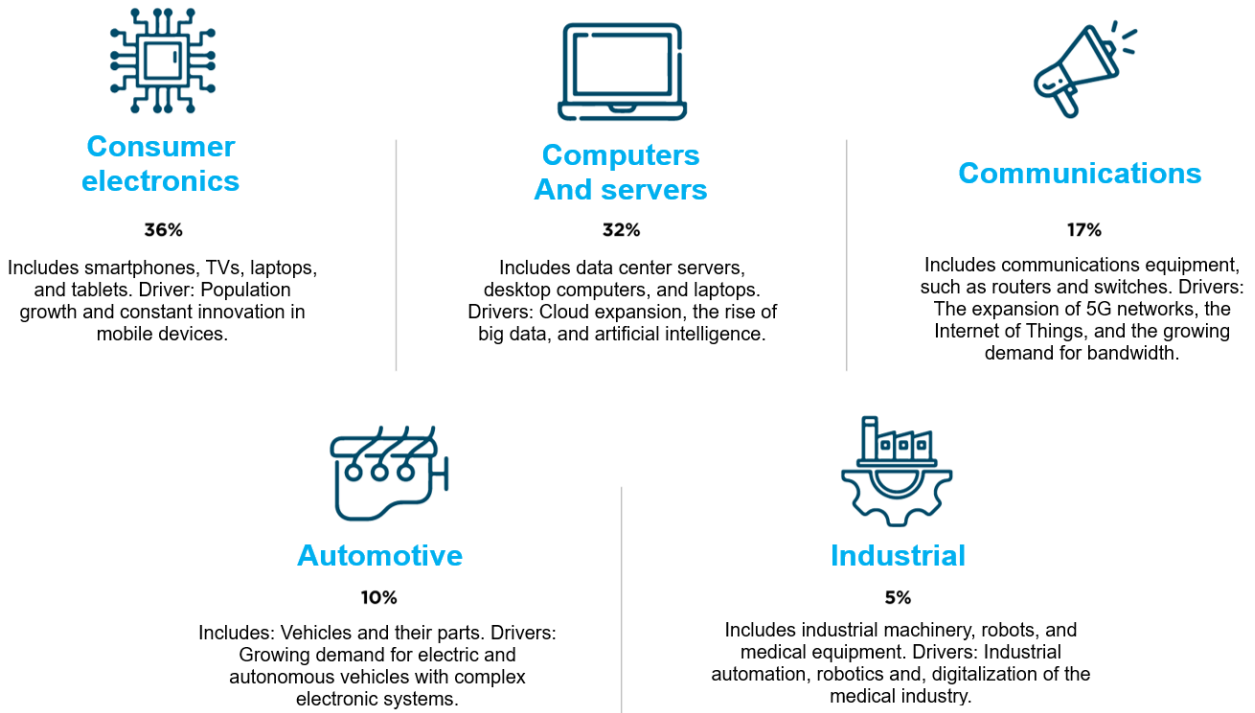 Consumer
electronics
36%
Includes smartphones, TVs, laptops,
and tablets. Driver: Population
growth and constant innovation in
mobile devices.
Computers
And servers
32%
Includes data center servers,
desktop computers, and laptops.
Drivers: Cloud expansion, the rise of
big data, and artificial intelligence.
Communications
17%
Includes communications equipment,
such as routers and switches. Drivers:
The expansion of 5G networks, the
Internet of Things, and the growing
demand for bandwidth.
Automotive
10%
Includes: Vehicles and their parts. Drivers:
Growing demand for electric and
autonomous vehicles with complex
electronic systems.
Industrial
5%
Includes industrial machinery, robots, and
medical equipment. Drivers: Industrial
automation, robotics and, digitalization of the
medical industry.